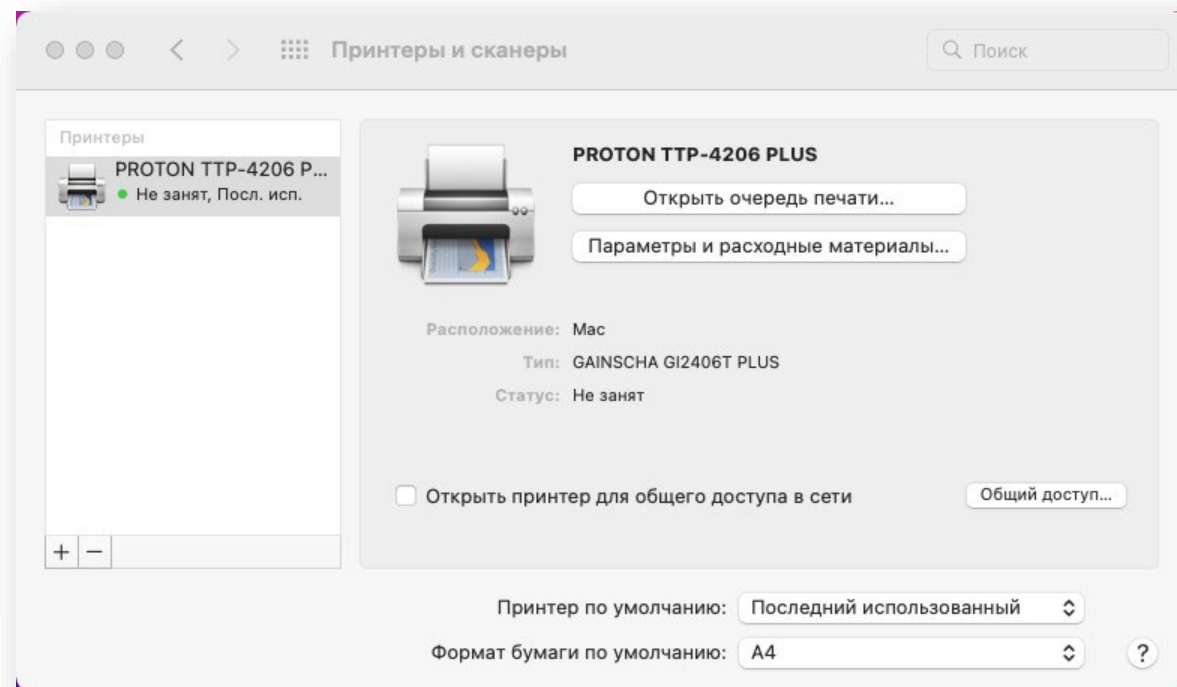 Принтеры и сканеры
Поиск
Принтеры
PROTON TTP-4206 P...
Не занят, Посл. исп.
PROTON TTP-4206 PLUS
Открыть очередь печати...
Параметры и расходные материалы...
Расположение: Mac
Тип: GAINSCHA GI2406T PLUS
Статус: Не занят
Открыть принтер для общего доступа в сети
Общий доступ...
+ −
Принтер по умолчанию: Последний использованный
Формат бумаги по умолчанию: A4
?